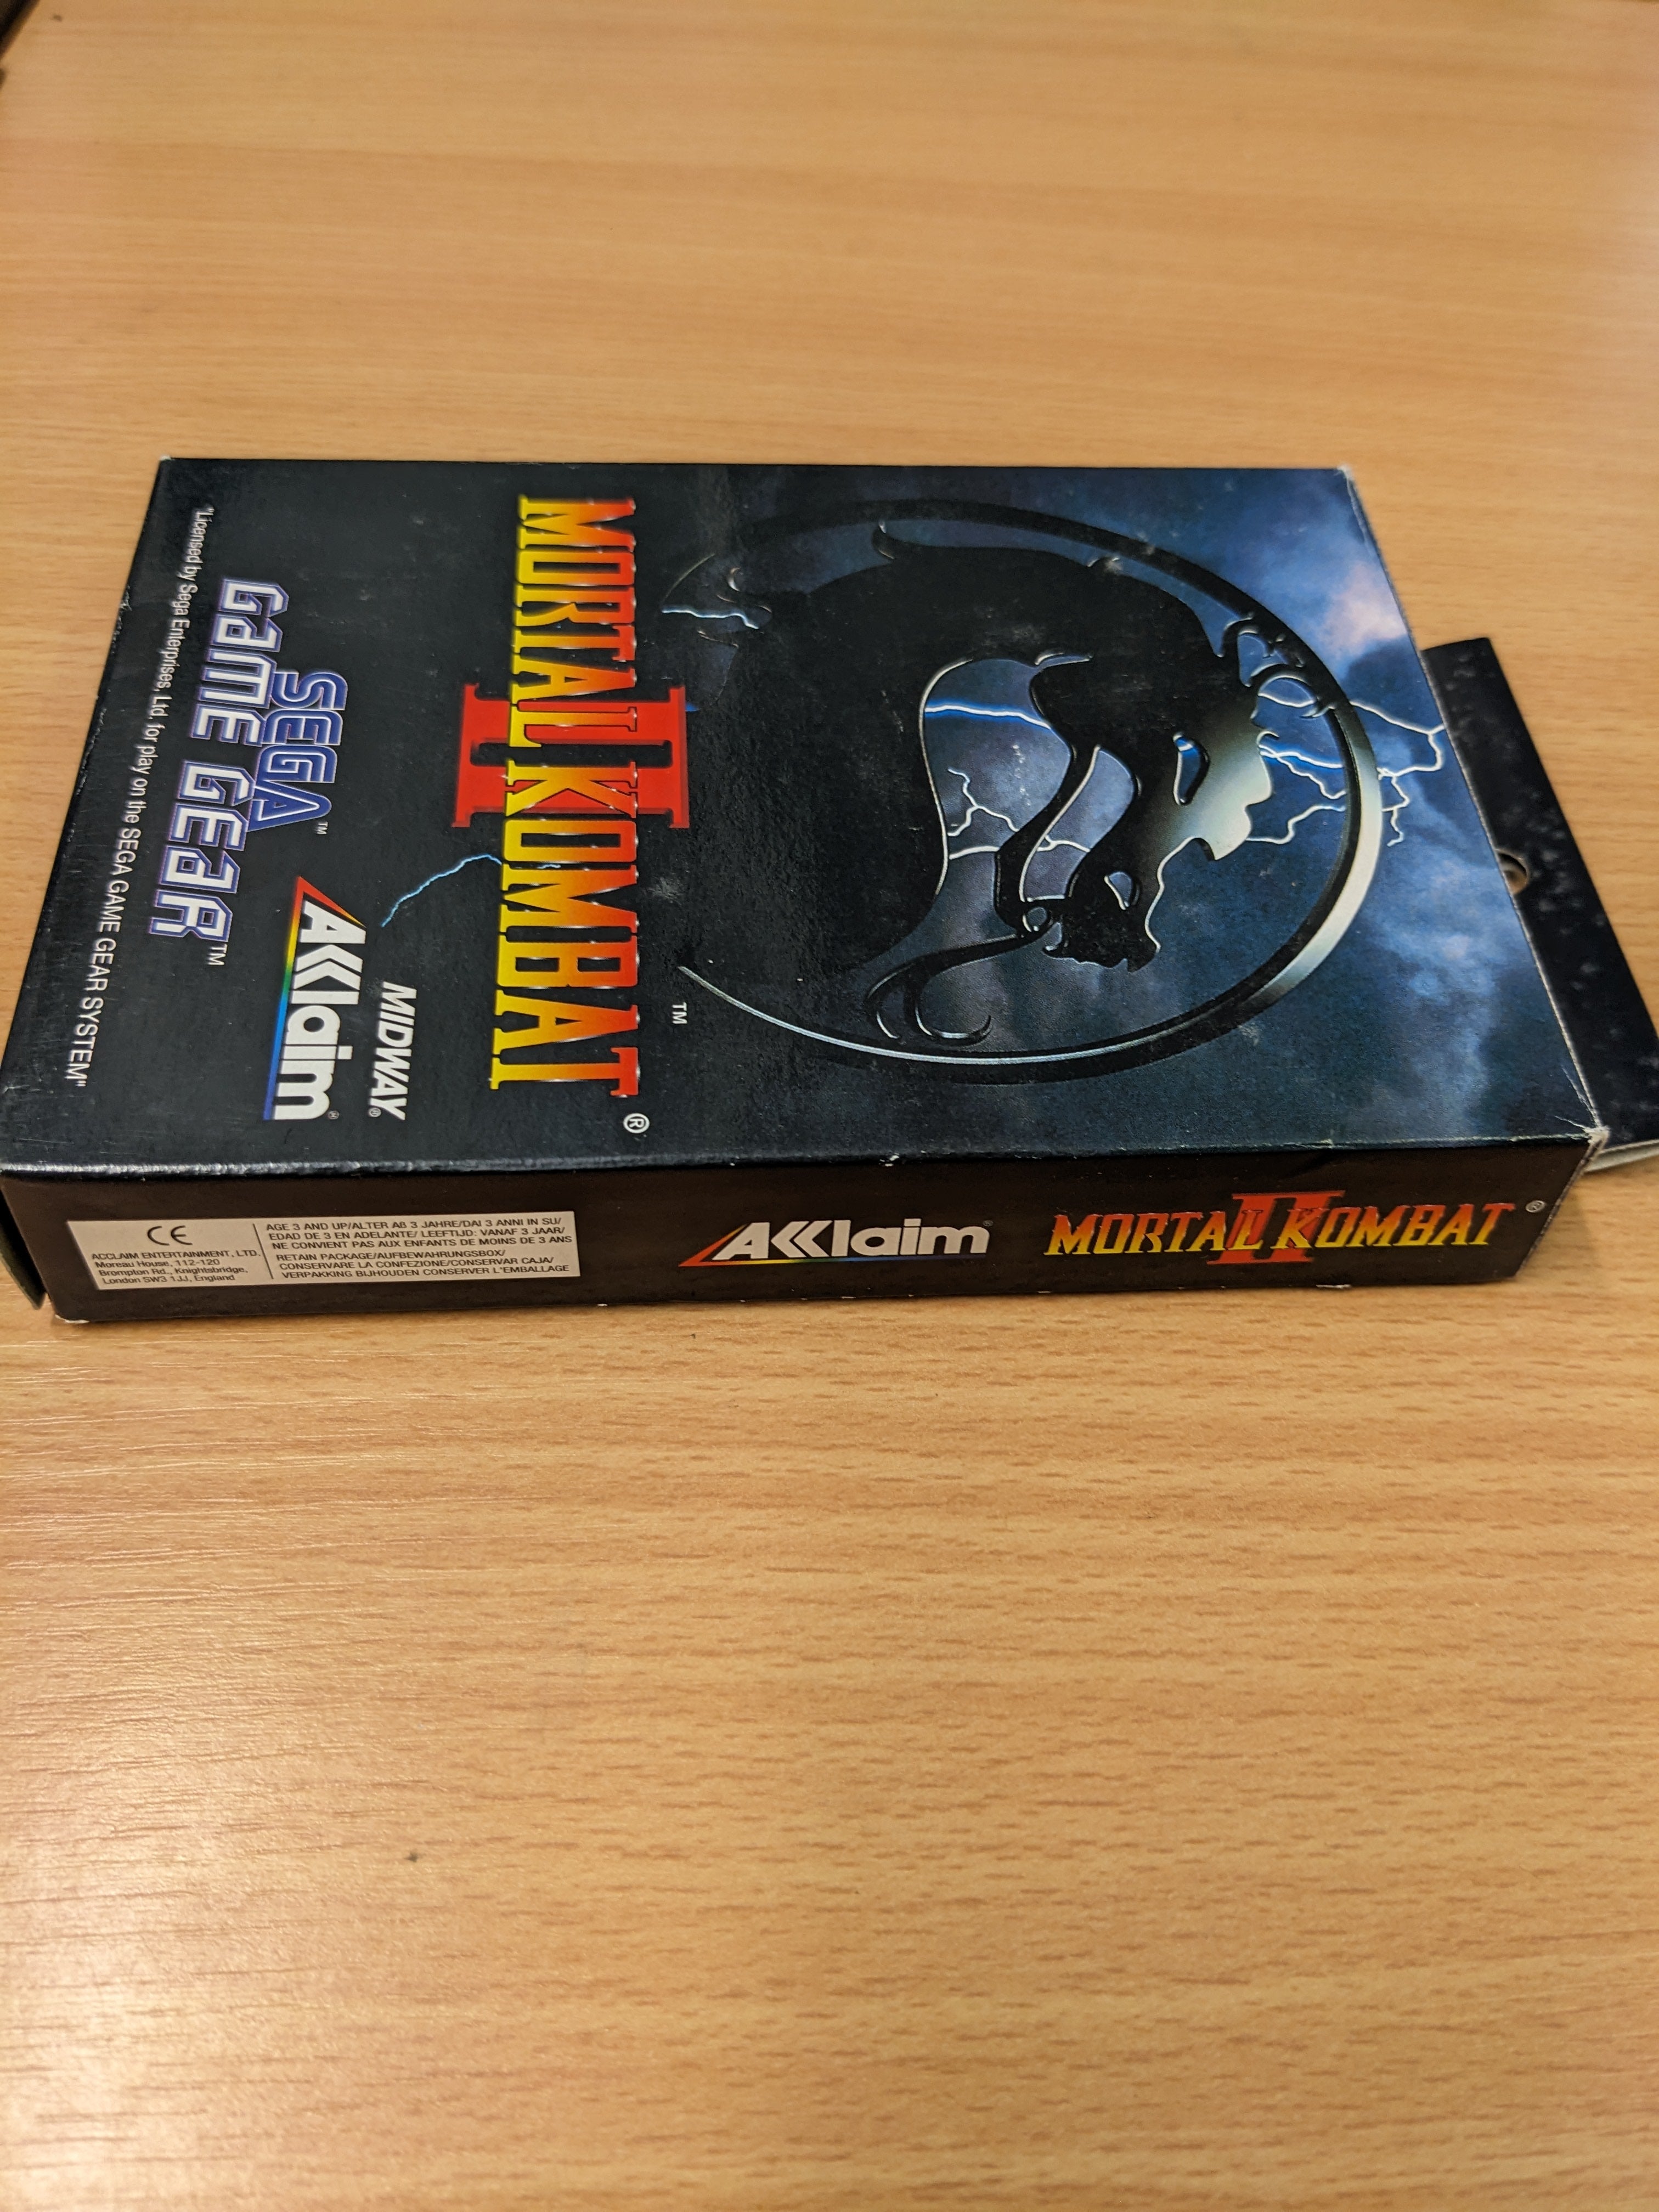 MORTAL KOMBAT™®
II
MIDWAY®
AKklaim®
SEGA™
GAME GEAR™
"Licensed by Sega Enterprises, Ltd. for play on the SEGA GAME GEAR SYSTEM"
CE
ACCLAIM ENTERTAINMENT, LTD.
Moreau House, 112-120
Brompton Rd., Knightsbridge,
London SW3 1JJ, England
AGE 3 AND UP/ALTER AB 3 JAHRE/DAI 3 ANNI IN SU/
EDAD DE 3 EN ADELANTE/ LEEFTIJD: VANAF 3 JAAR/
NE CONVIENT PAS AUX ENFANTS DE MOINS DE 3 ANS
RETAIN PACKAGE/AUFBEWAHRUNGSBOX/
CONSERVARE LA CONFEZIONE/CONSERVAR CAJA/
VERPAKKING BIJHOUDEN CONSERVER L'EMBALLAGE
AKklaim®
MORTAL KOMBAT®
II